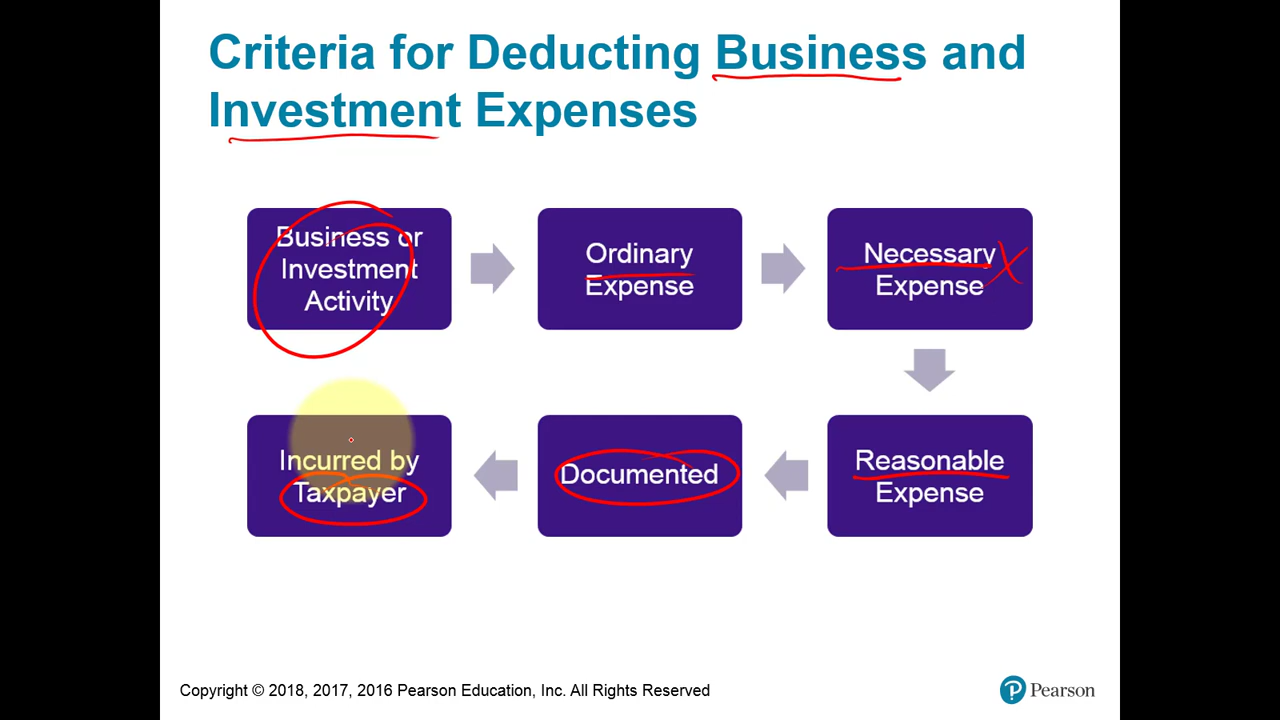 Criteria for Deducting Business and
Investment Expenses
Business or
Investment
Activity
Ordinary
Expense
Necessary
Expense
Reasonable
Expense
Documented
Incurred by
Taxpayer
Copyright © 2018, 2017, 2016 Pearson Education, Inc. All Rights Reserved
P Pearson